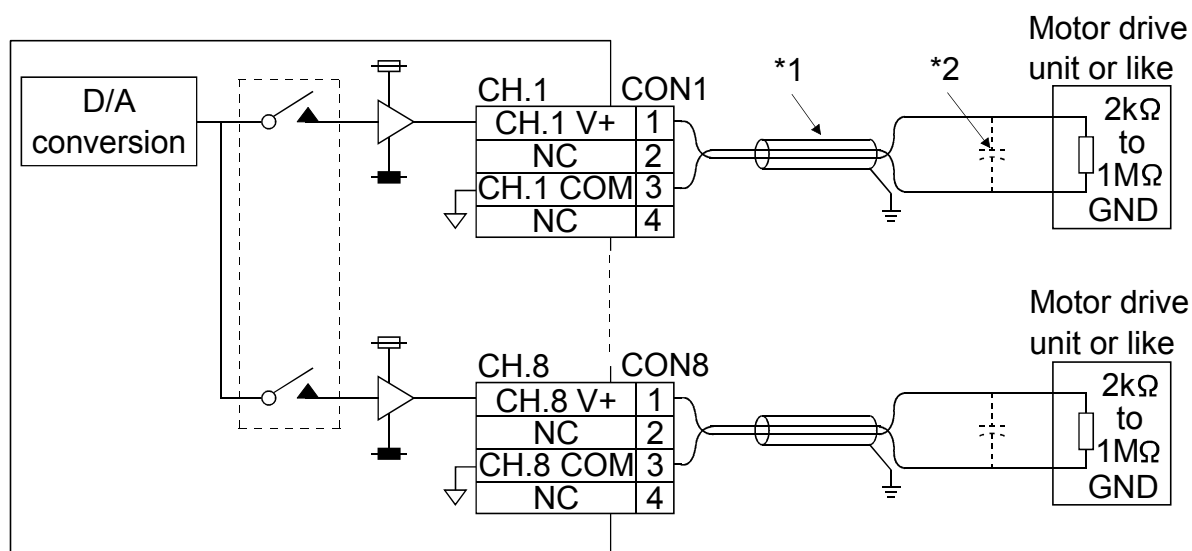 Motor drive
unit or like
*1
*2
D/A
conversion
CH.1
CON1
CH.1 V+ 1
NC 2
CH.1 COM 3
NC 4
2kΩ
to
1MΩ
GND
Motor drive
unit or like
CH.8
CON8
CH.8 V+ 1
NC 2
CH.8 COM 3
NC 4
2kΩ
to
1MΩ
GND